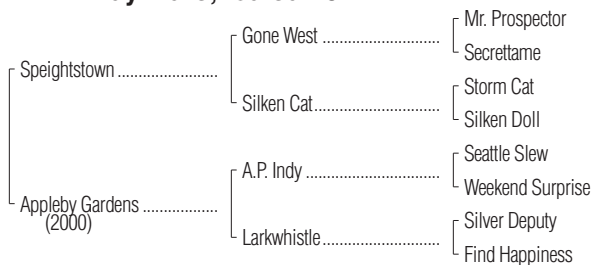 Mr. Prospector
Gone West ..............................
Secrettame
Speightstown ........................
Storm Cat
Silken Cat................................
Silken Doll
Seattle Slew
A.P. Indy .................................
Weekend Surprise
Appleby Gardens ..................
(2000)
Silver Deputy
Larkwhistle..............................
Find Happiness